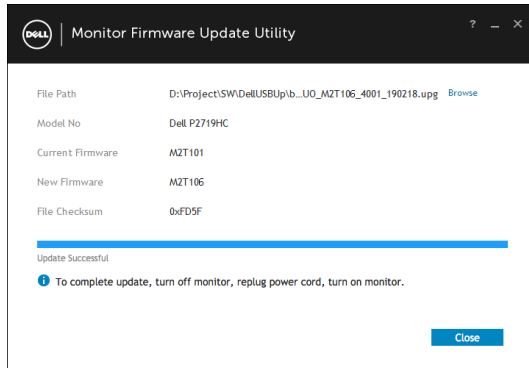 DELL Monitor Firmware Update Utility ?
File Path D:\Project\SW\DellUSBUp\b...UO_M2T106_4001_190218.upg Browse
Model No Dell P2719HC
Current Firmware M2T101
New Firmware M2T106
File Checksum 0xFD5F
Update Successful
To complete update, turn off monitor, replug power cord, turn on monitor.
Close